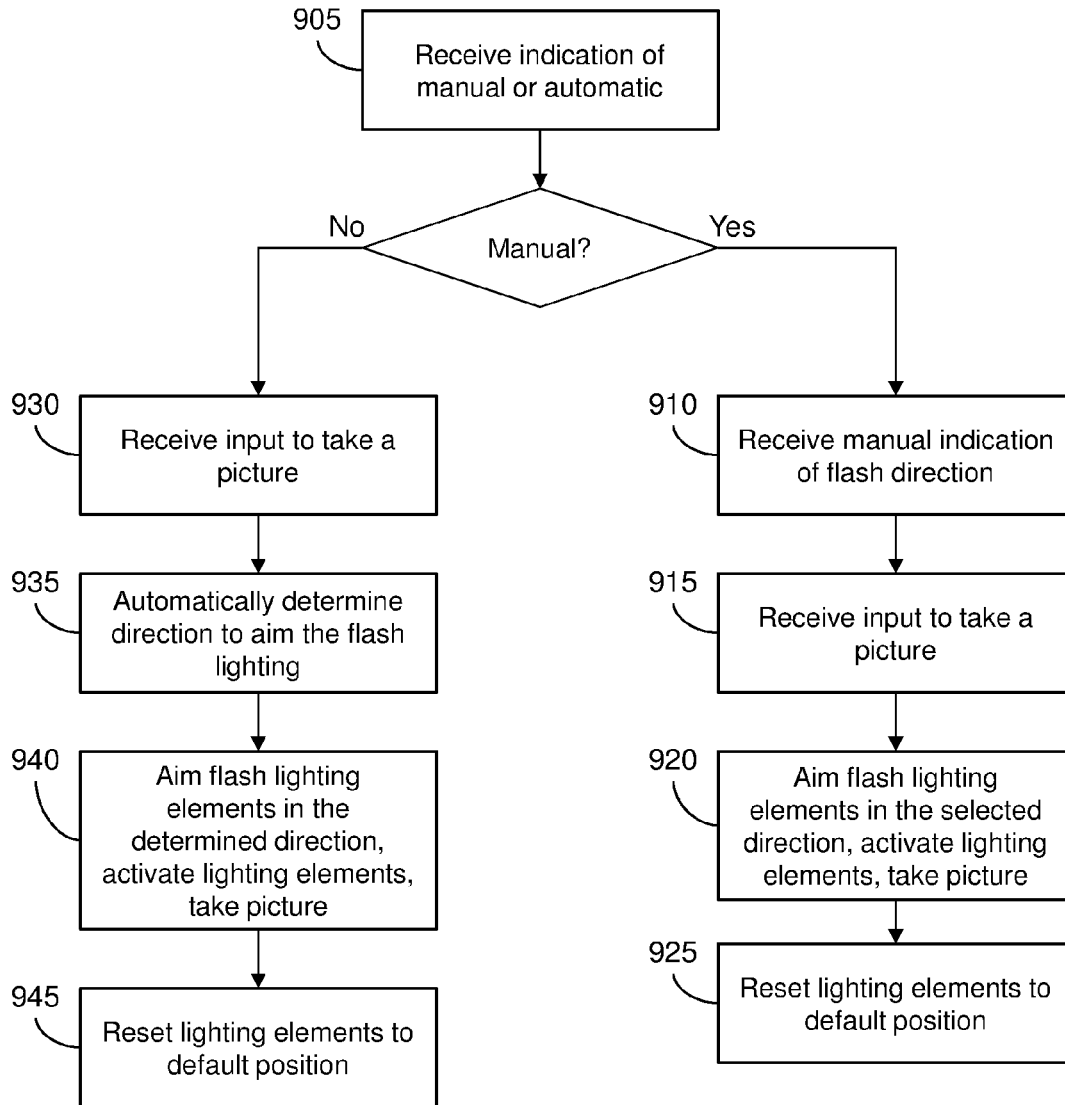 905
Receive indication of
manual or automatic
No
Manual?
Yes
930
Receive input to take a
picture
910
Receive manual indication
of flash direction
935
Automatically determine
direction to aim the flash
lighting
915
Receive input to take a
picture
940
Aim flash lighting
elements in the
determined direction,
activate lighting elements,
take picture
920
Aim flash lighting
elements in the selected
direction, activate lighting
elements, take picture
945
Reset lighting elements to
default position
925
Reset lighting elements to
default position